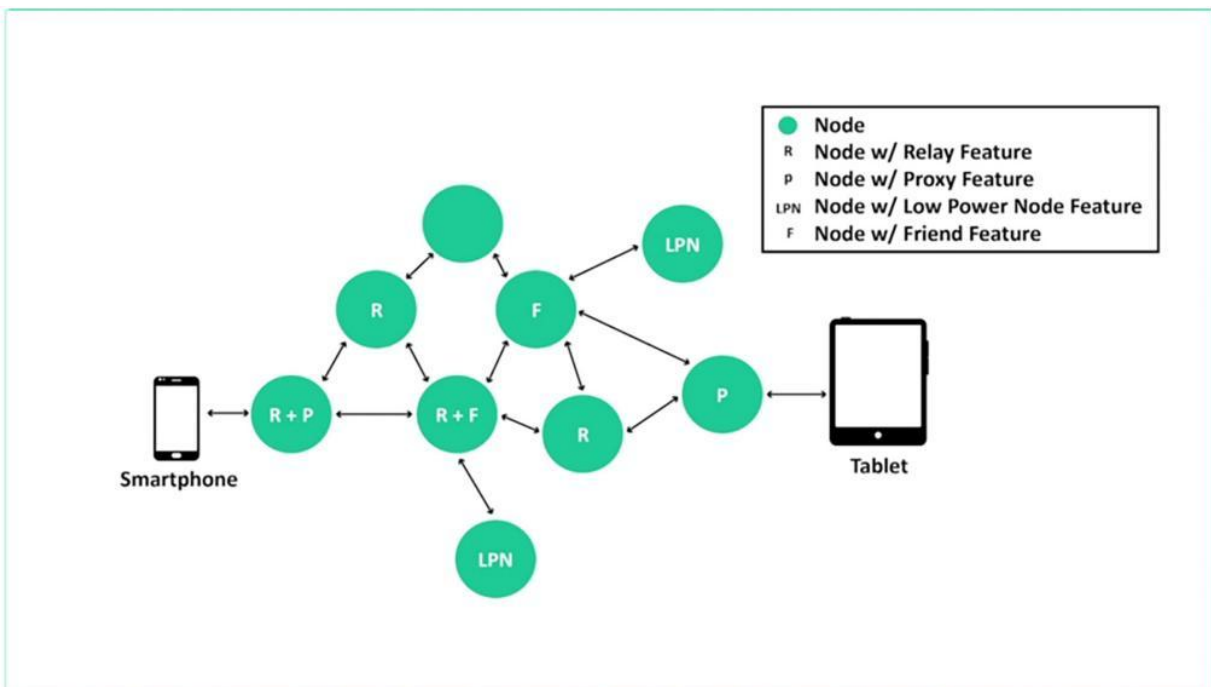 Node
R Node w/ Relay Feature
p Node w/ Proxy Feature
LPN Node w/ Low Power Node Feature
F Node w/ Friend Feature
LPN
R
F
P
R + P
R + F
R
Smartphone
Tablet
LPN